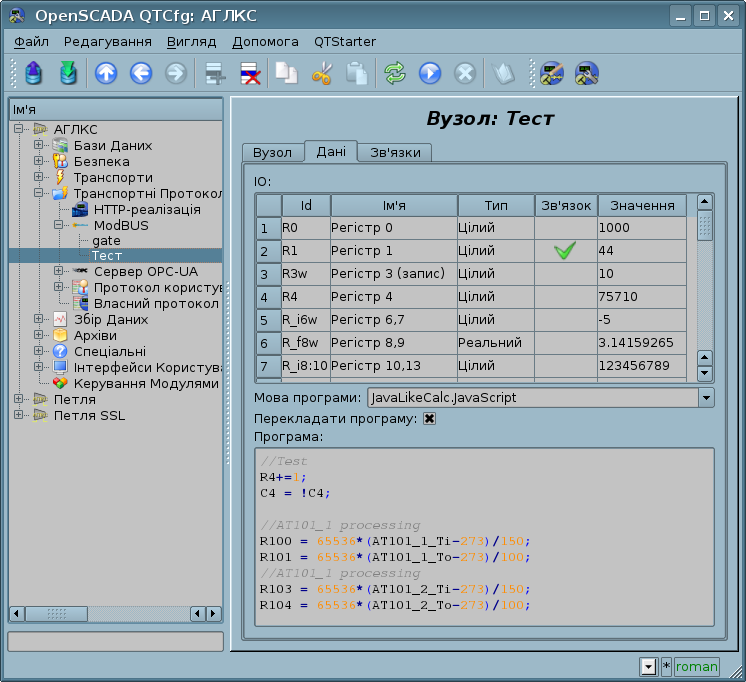 OpenSCADA QTCfg: АГЛКС
Файл Редагування Вигляд Допомога QTStarter
Ім'я
АГЛКС
Бази Даних
Безпека
Транспорти
Транспортні Протокол
HTTP-реалізація
ModBUS
gate
Тест
Сервер OPC-UA
Протокол користув
Власний протокол
Збір Даних
Архіви
Спеціальні
Інтерфейси Користува
Керування Модулями
Петля
Петля SSL
Вузол: Тест
Вузол Дані Зв'язки
IO:
Id Ім'я Тип Зв'язок Значення
1 R0 Регістр 0 Цілий 1000
2 R1 Регістр 1 Цілий 44
3 R3w Регістр 3 (запис) Цілий 10
4 R4 Регістр 4 Цілий 75710
5 R_i6w Регістр 6,7 Цілий -5
6 R_f8w Регістр 8,9 Реальний 3.14159265
7 R_i8:10 Регістр 10,13 Цілий 123456789
Мова програми: JavaLikeCalc.JavaScript
Перекладати програму:
Програма:
//Test
R4+=1;
C4 = !C4;
//AT101_1 processing
R100 = 65536*(AT101_1_Ti-273)/150;
R101 = 65536*(AT101_1_To-273)/100;
//AT101_1 processing
R103 = 65536*(AT101_2_Ti-273)/150;
R104 = 65536*(AT101_2_To-273)/100;
* roman